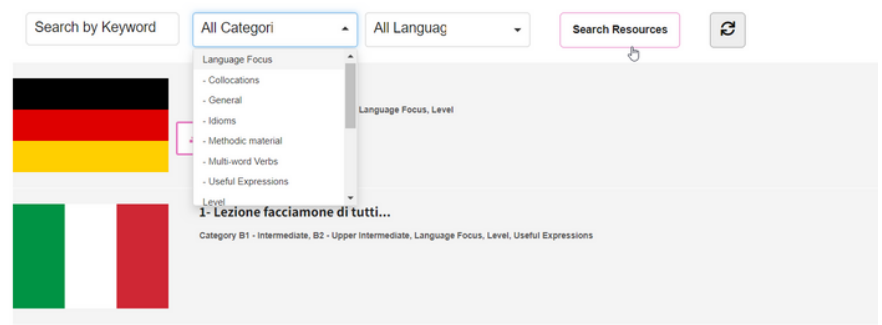 Search by Keyword
All Categori
All Languag
Search Resources
Language Focus
- Collocations
- General
- Idioms
- Methodic material
- Multi-word Verbs
- Useful Expressions
Level
Language Focus, Level
1- Lezione facciamone di tutti...
Category B1 - Intermediate, B2 - Upper Intermediate, Language Focus, Level, Useful Expressions